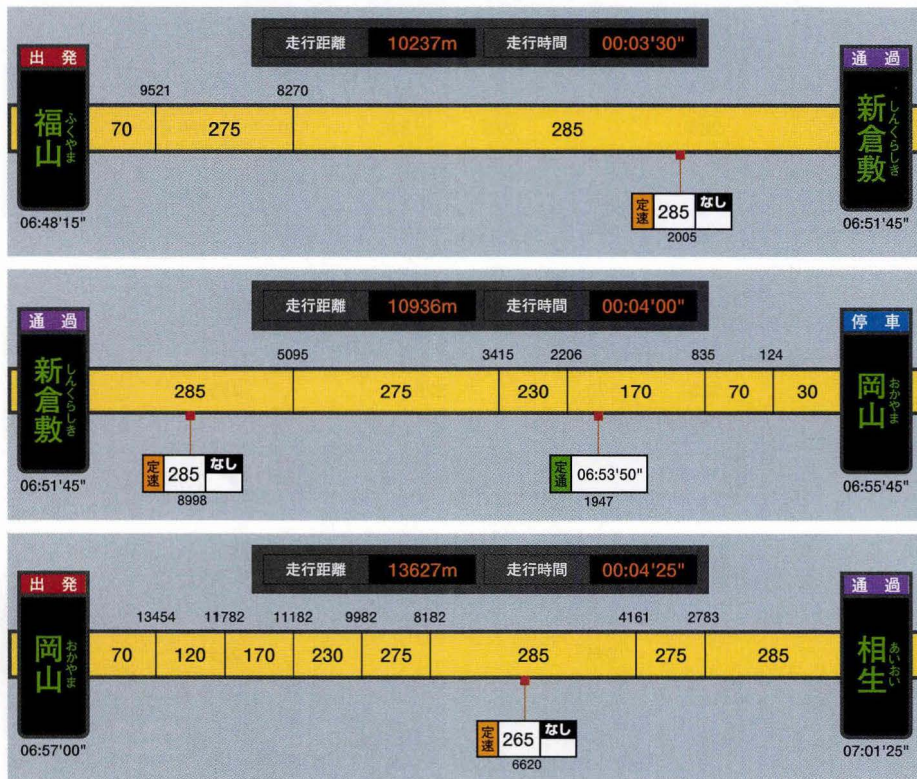 走行距離 10237m 走行時間 00:03'30"
出発 通過
9521 8270
福山 ふくやま 70 275 285 新倉敷 しんくらしき
定速 285 なし
2005
06:48'15" 06:51'45"
走行距離 10936m 走行時間 00:04'00"
通過 停車
5095 3415 2206 835 124
新倉敷 しんくらしき 285 275 230 170 70 30 岡山 おかやま
定速 285 なし 定通 06:53'50"
8998 1947
06:51'45" 06:55'45"
走行距離 13627m 走行時間 00:04'25"
出発 通過
13454 11782 11182 9982 8182 4161 2783
岡山 おかやま 70 120 170 230 275 285 275 285 相生 あいおい
定速 265 なし
6620
06:57'00" 07:01'25"